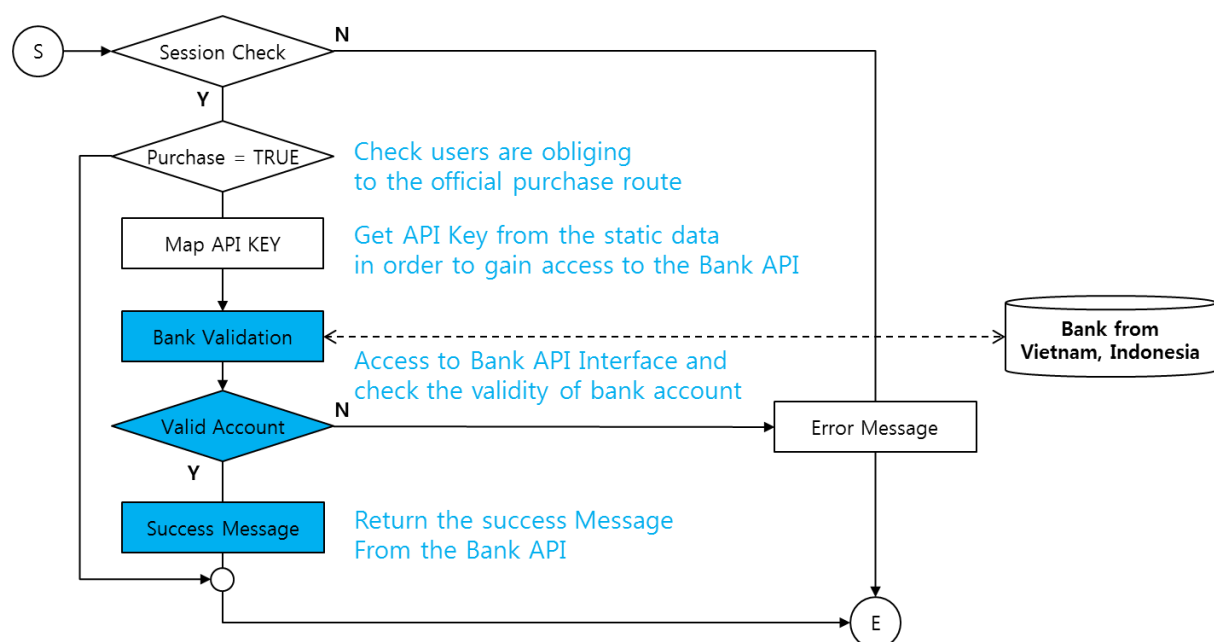 S
Session Check
N
Y
Purchase = TRUE
Check users are obliging
to the official purchase route
Map API KEY
Get API Key from the static data
in order to gain access to the Bank API
Bank Validation
Bank from
Vietnam, Indonesia
Access to Bank API Interface and
check the validity of bank account
Valid Account
N
Error Message
Y
Success Message
Return the success Message
From the Bank API
E